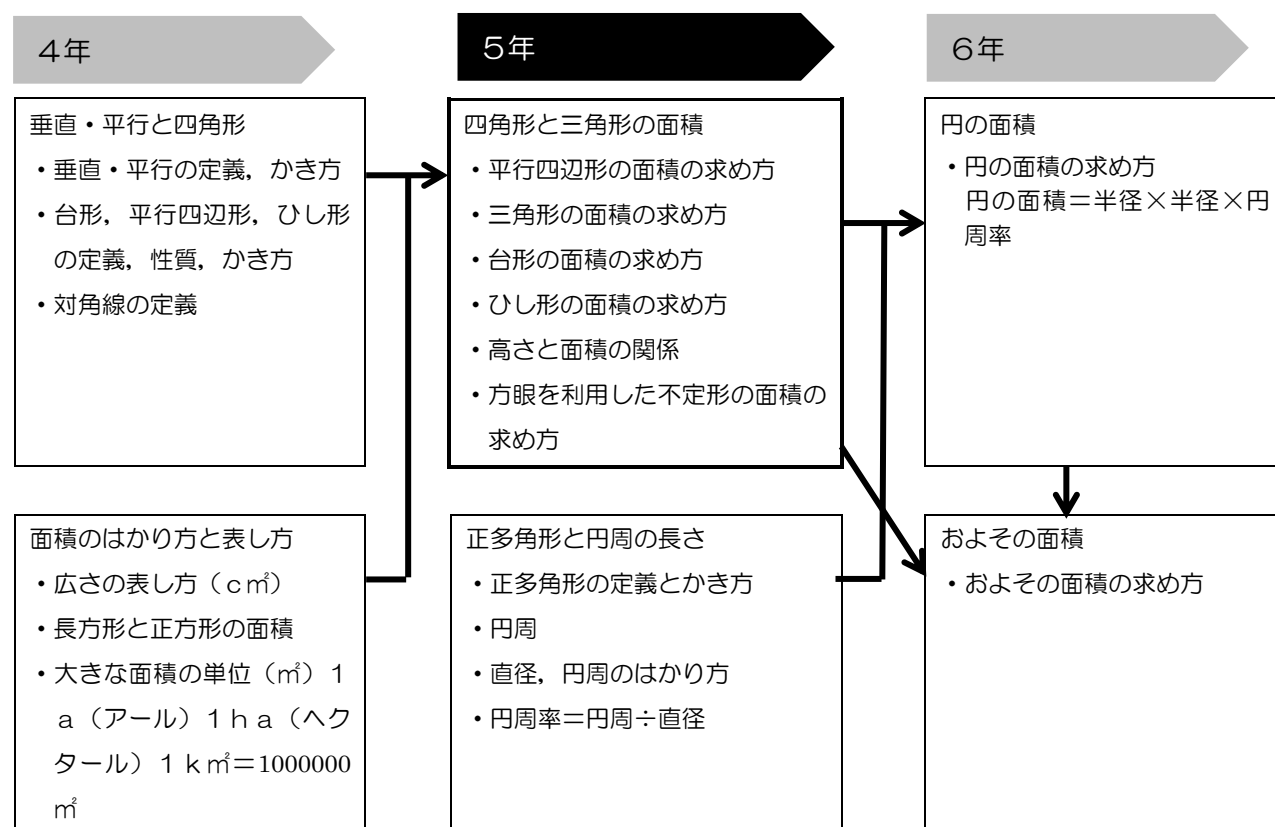 4年
5年
6年
垂直・平行と四角形
・垂直・平行の定義，かき方
・台形，平行四辺形，ひし形
の定義，性質，かき方
・対角線の定義
四角形と三角形の面積
・平行四辺形の面積の求め方
・三角形の面積の求め方
・台形の面積の求め方
・ひし形の面積の求め方
・高さと面積の関係
・方眼を利用した不定形の面積の
求め方
円の面積
・円の面積の求め方
円の面積＝半径×半径×円
周率
面積のはかり方と表し方
・広さの表し方（ｃ㎡）
・長方形と正方形の面積
・大きな面積の単位（㎡）１
ａ（アール）１ｈａ（ヘク
タール）１ｋ㎡＝1000000
㎡
正多角形と円周の長さ
・正多角形の定義とかき方
・円周
・直径，円周のはかり方
・円周率＝円周÷直径
およその面積
・およその面積の求め方